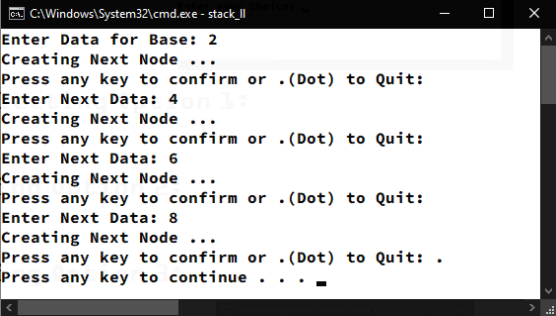 C:\Windows\System32\cmd.exe - stack_ll
Enter Data for Base: 2
Creating Next Node ...
Press any key to confirm or .(Dot) to Quit:
Enter Next Data: 4
Creating Next Node ...
Press any key to confirm or .(Dot) to Quit:
Enter Next Data: 6
Creating Next Node ...
Press any key to confirm or .(Dot) to Quit:
Enter Next Data: 8
Creating Next Node ...
Press any key to confirm or .(Dot) to Quit: .
Press any key to continue . . .